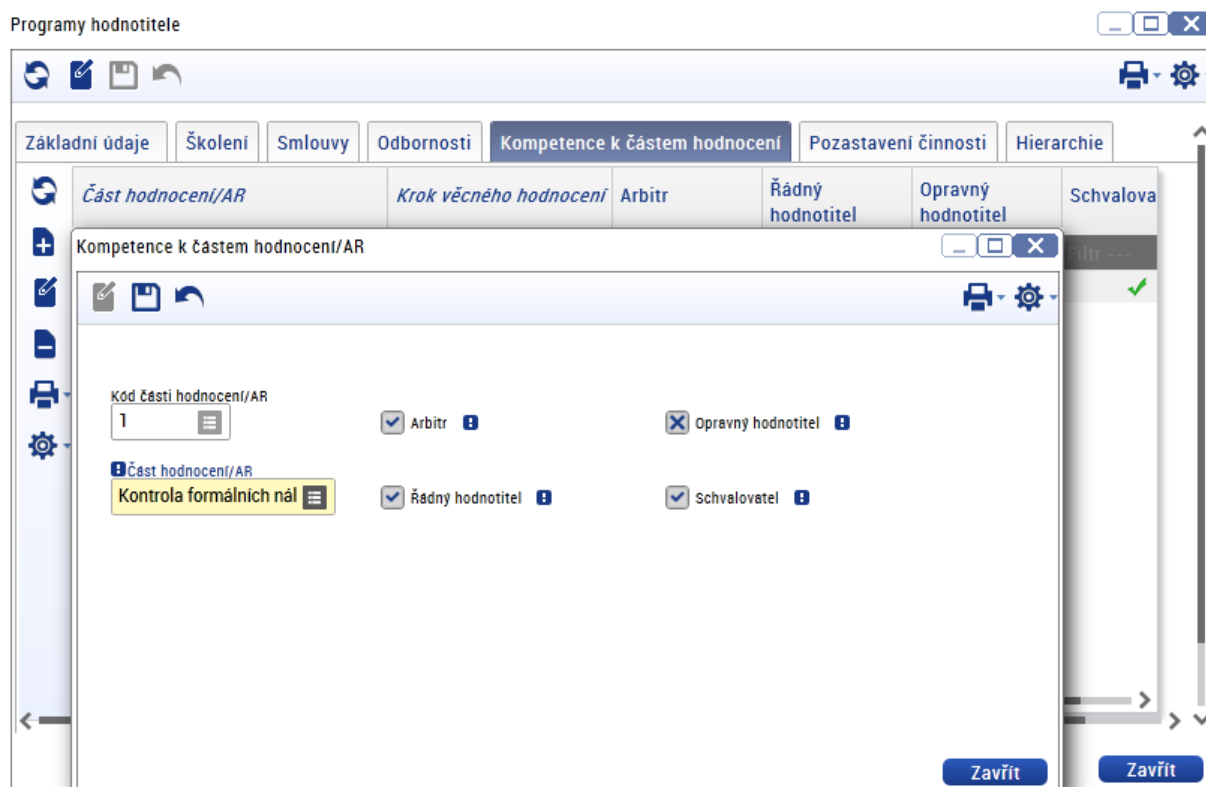 Programy hodnotitele
Základní údaje Školení Smlouvy Odbornosti Kompetence k částem hodnocení Pozastavení činnosti Hierarchie
Část hodnocení/AR Krok věcného hodnocení Arbitr Řádný hodnotitel Opravný hodnotitel Schvalova
Filtr ---
Kompetence k částem hodnocení/AR
Kód části hodnocení/AR
1
Arbitr
Opravný hodnotitel
Část hodnocení/AR
Kontrola formálních nál
Řádný hodnotitel
Schvalovatel
Zavřít
Zavřít